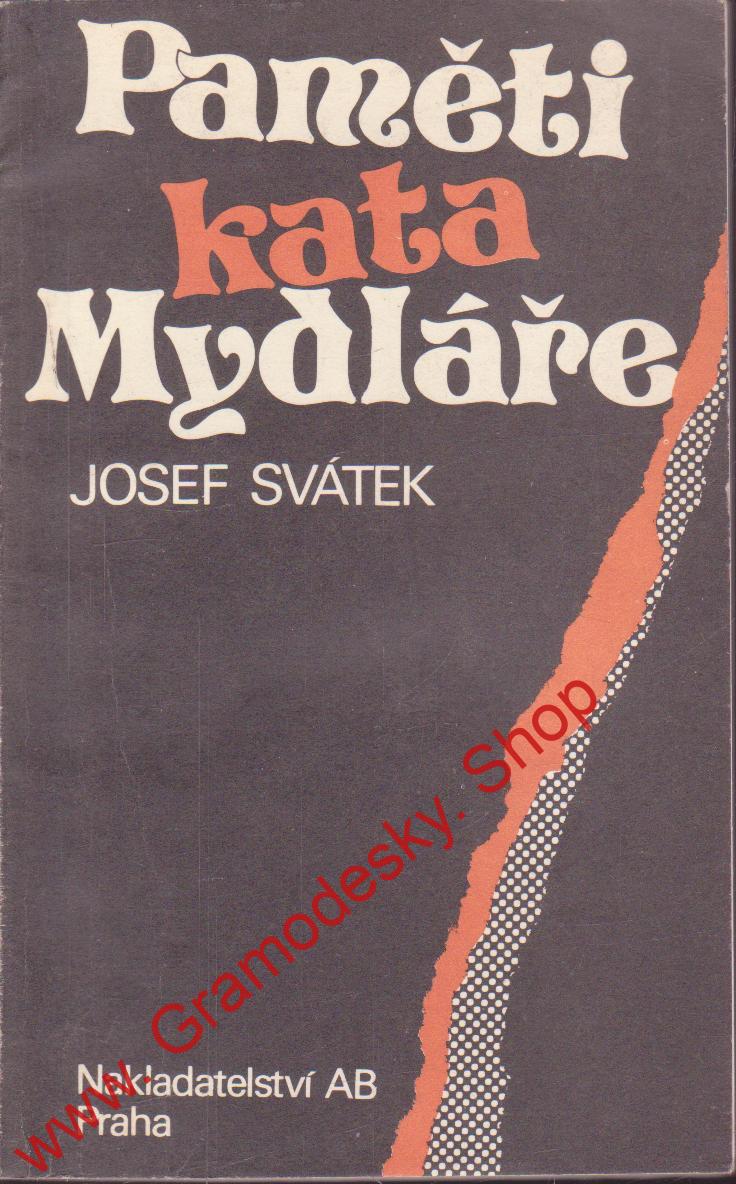 Paměti
kata
Mydláře
JOSEF SVÁTEK
www. Gramodesky. Shop
Nakladatelství AB
Praha